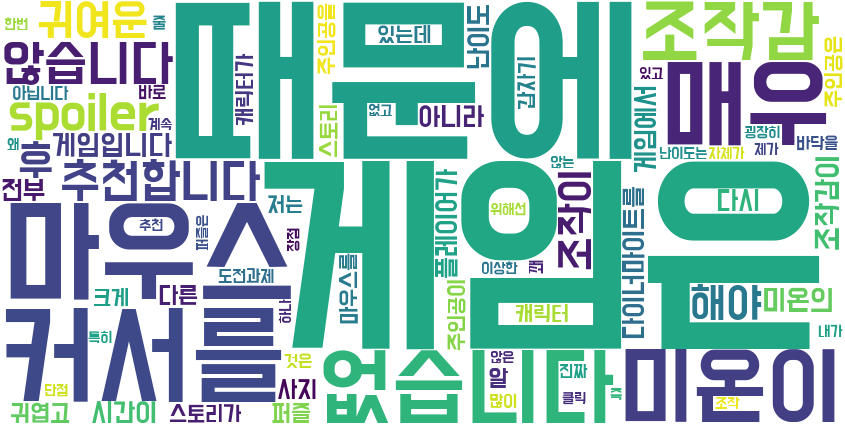 한번
귀여운
줄
때문에
있는데
주인공을
난이도
조작감
않습니다
캐릭터가
갑자기
있고
매우
주인공은
아닙니다
바로
spoiler
계속
스토리
없고
아니라
게임에서
굉장히
제가
바닥을
왜
후
게임입니다
난이도는
자체가
전부
추천합니다
저는
게임은
플레이어가
않는
조작이
다이너마이트를
다시
조작감이
위해선
마우스
추천
퍼즐은
장점
마우스를
이상한
꽤
도전과제
크게
다른
하나
주인공이
캐릭터
해야
미온의
커서를
특히
내가
것은
없습니다
않은
진짜
미온이
단점
사지
알
많이
클릭
즉
조작
귀엽고
시간이
스토리가
퍼즐